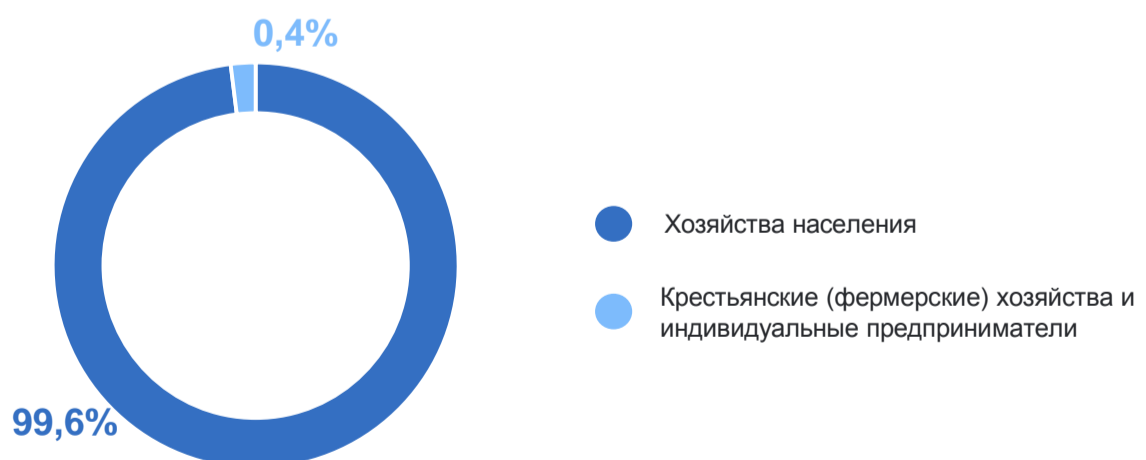 0,4%
99,6%
Хозяйства населения
Крестьянские (фермерские) хозяйства и
индивидуальные предприниматели